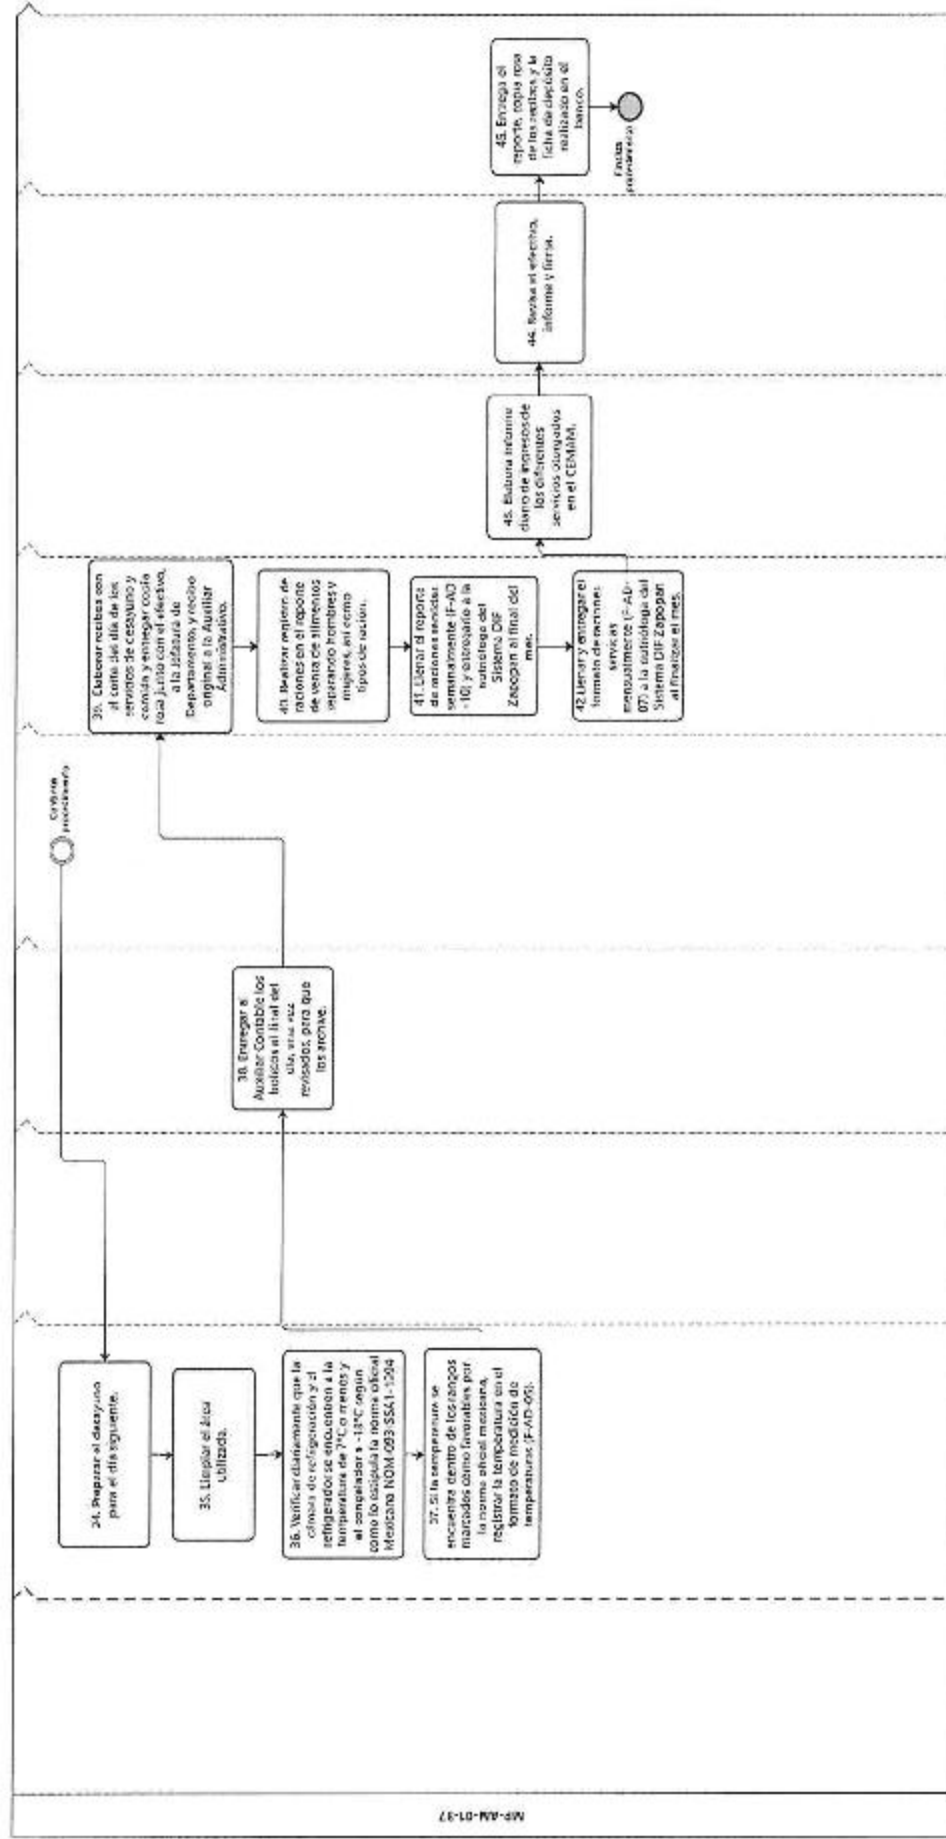 Continúa
procedimiento
34. Preparar el desayuno
para el día siguiente.
35. Limpiar el área
utilizada.
36. Verificar diariamente que la
cámara de refrigeración y el
refrigerador se encuentren a la
temperatura de 7°C o menos y
el congelador a -18°C según
como lo estipula la norma oficial
Mexicana NOM-093-SSA1-1994
37. Si la temperatura se
encuentra dentro de los rangos
marcados como favorables por
la norma oficial mexicana,
registrar la temperatura en el
formato de medición de
temperaturas (F-AD-05).
38. Entregar al
Auxiliar Contable los
boletos al final del
día, una vez
revisados, para que
los archive.
39. Elaborar recibos con
el corte del día de los
servicios de desayuno y
comida y entregar copia
rosa junto con el efectivo,
a la Jefatura de
Departamento, y recibo
original a la Auxiliar
Administrativo.
40. Realizar registro de
raciones en el reporte
de venta de alimentos
separando hombres y
mujeres, así como
tipos de ración.
41. Llenar el reporte
de raciones servidas
semanalmente (F-AD
-10) y entregarlo a la
nutrióloga del
Sistema DIF
Zapopan al final del
mes.
42. Llenar y entregar el
formato de raciones
servicas
mensualmente (F-AD-
07) a la nutrióloga del
Sistema DIF Zapopan
al finalizar el mes.
45. Elabora informe
diario de ingresos de
los diferentes
servicios otorgados
en el CEMAM.
44. Revisa el efectivo,
informe y firma.
45. Entrega el
reporte, copia rosa
de los recibos y la
ficha de depósito
realizado en el
banco.
Finaliza
procedimiento
MP-AM-01-37